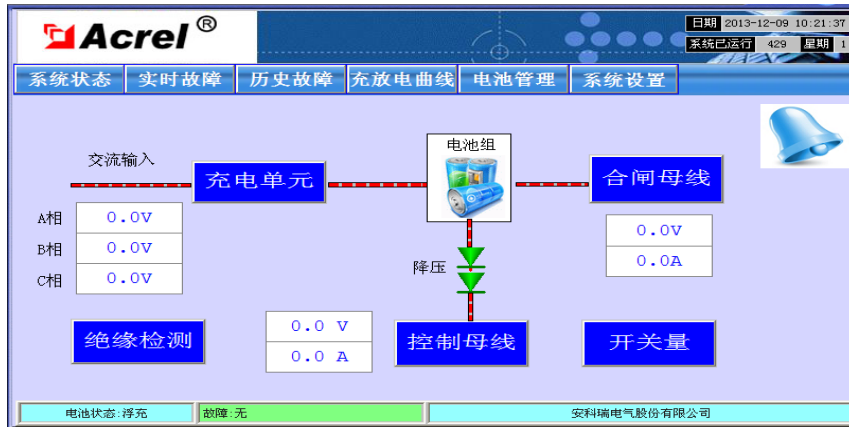 Acrel®
日期 2013-12-09 10:21:37
系统已运行 429 星期 1
系统状态 实时故障 历史故障 充放电曲线 电池管理 系统设置
交流输入
充电单元
电池组
合闸母线
A相 0.0V
B相 0.0V
C相 0.0V
0.0V
0.0A
降压
绝缘检测
0.0 V
0.0 A
控制母线
开关量
电池状态:浮充
故障:无
安科瑞电气股份有限公司